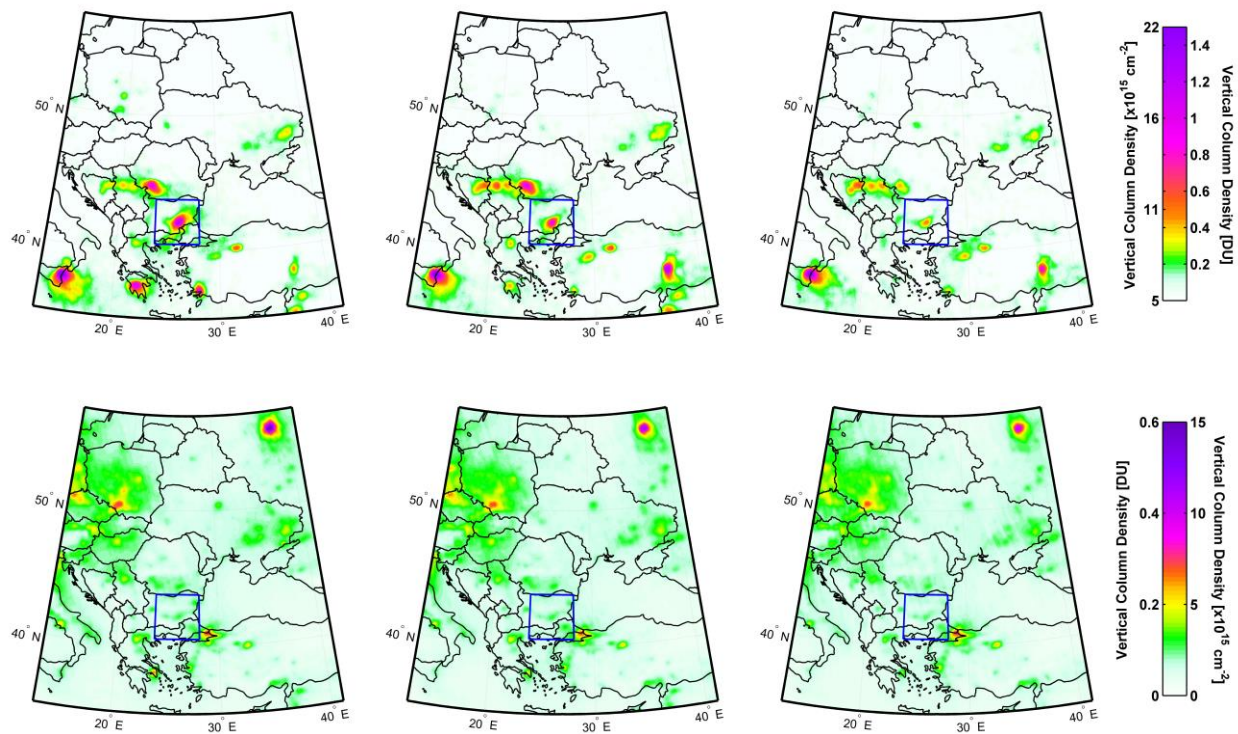 50° N
40° N
20° E
30° E
40° E
50° N
40° N
20° E
30° E
40° E
50° N
40° N
20° E
30° E
40° E
22
16
11
5
Vertical Column Density [x10¹⁵ cm⁻²]
1.4
1.2
1
0.8
0.6
0.4
0.2
Vertical Column Density [DU]
50° N
40° N
20° E
30° E
40° E
50° N
40° N
20° E
30° E
40° E
50° N
40° N
20° E
30° E
40° E
Vertical Column Density [DU]
0.6
0.4
0.2
0
15
10
5
0
Vertical Column Density [x10¹⁵ cm⁻²]